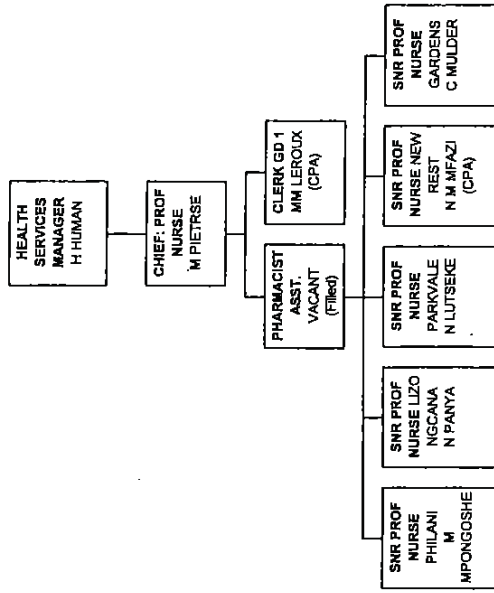 HEALTH
SERVICES
MANAGER
H HUMAN
CHIEF: PROF
NURSE
M PIETRSE
PHARMACIST
ASST.
VACANT
(Filled)
CLERK GD 1
MM LEROUX
(CPA)
SNR PROF
NURSE
PHILANI
M
MPONGOSHE
SNR PROF
NURSE LIZO
NGCANA
N PANYA
SNR PROF
NURSE
PARKVALE
N LUTSEKE
SNR PROF
NURSE NEW
REST
N M MFAZI
(CPA)
SNR PROF
NURSE
GARDENS
C MULDER